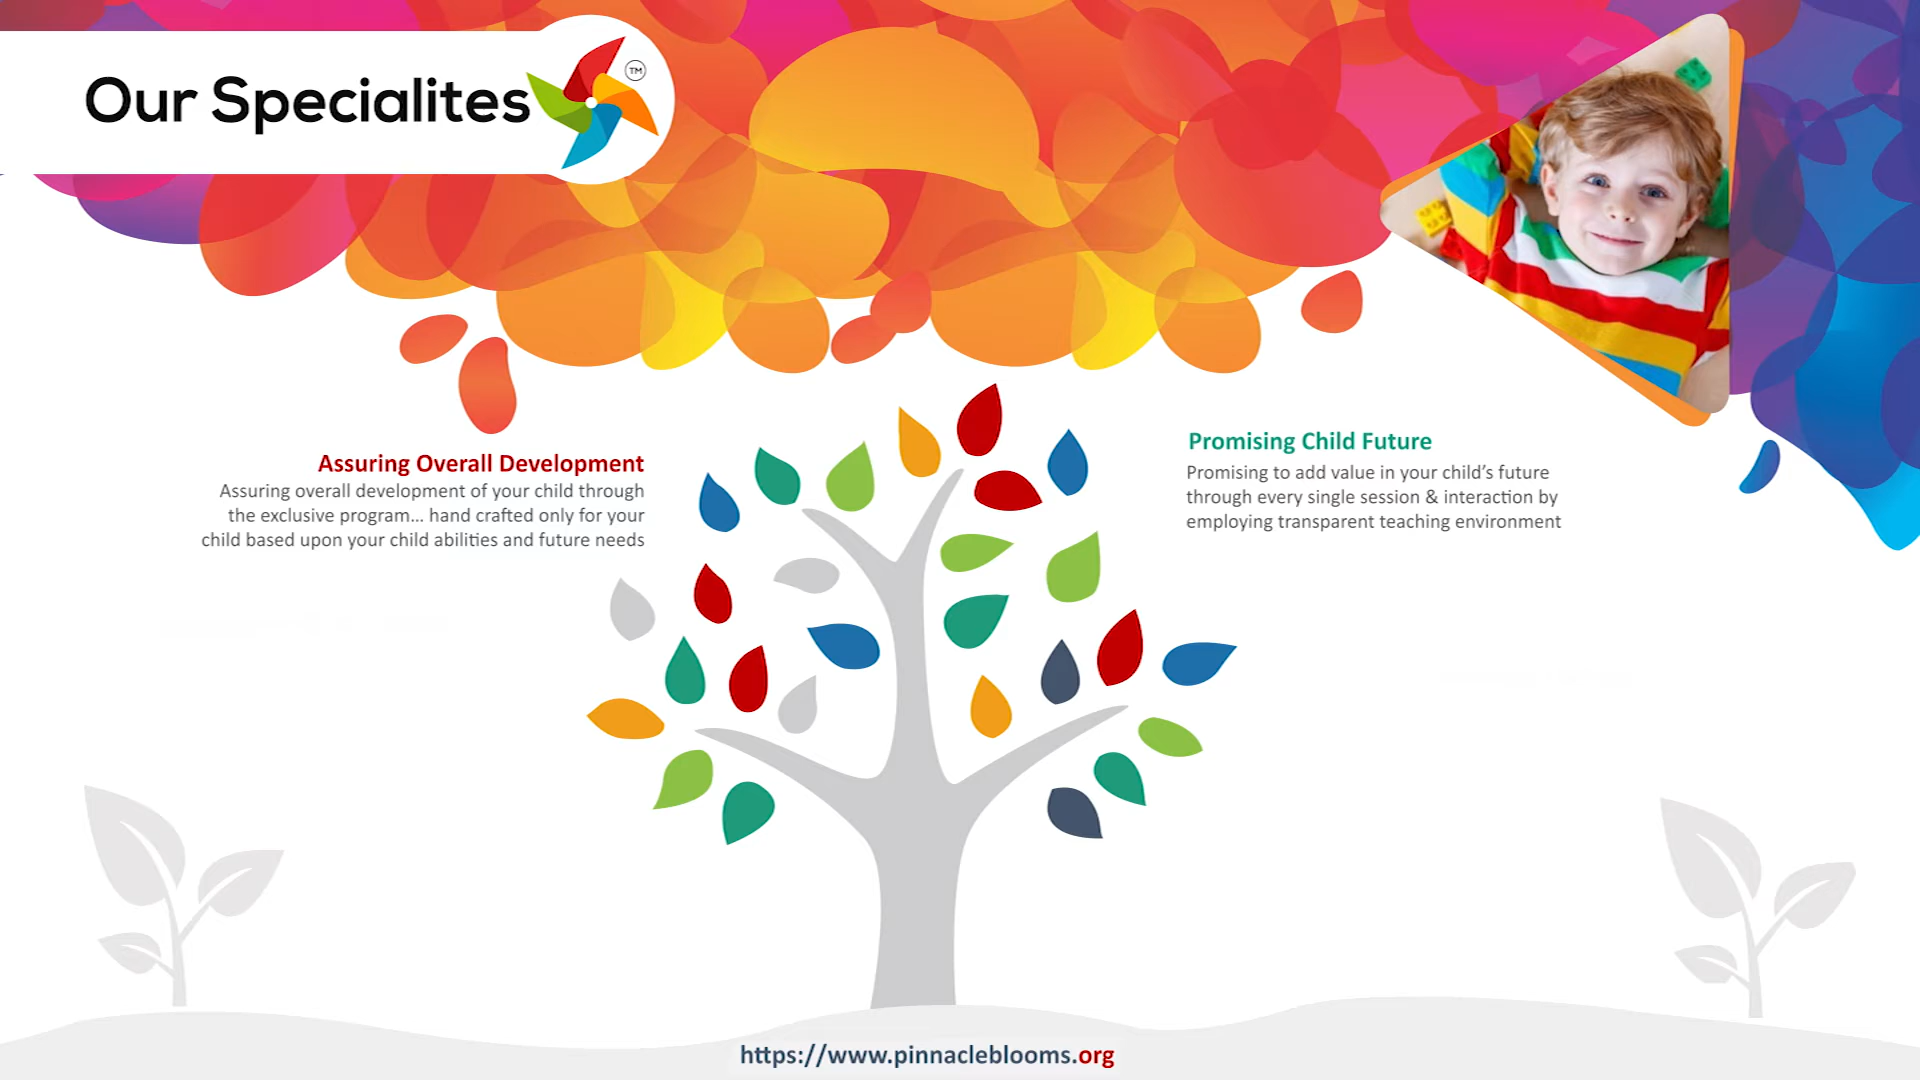 Our Specialites
TM
Assuring Overall Development
Assuring overall development of your child through
the exclusive program... hand crafted only for your
child based upon your child abilities and future needs
Promising Child Future
Promising to add value in your child’s future
through every single session & interaction by
employing transparent teaching environment
https://www.pinnacleblooms.org